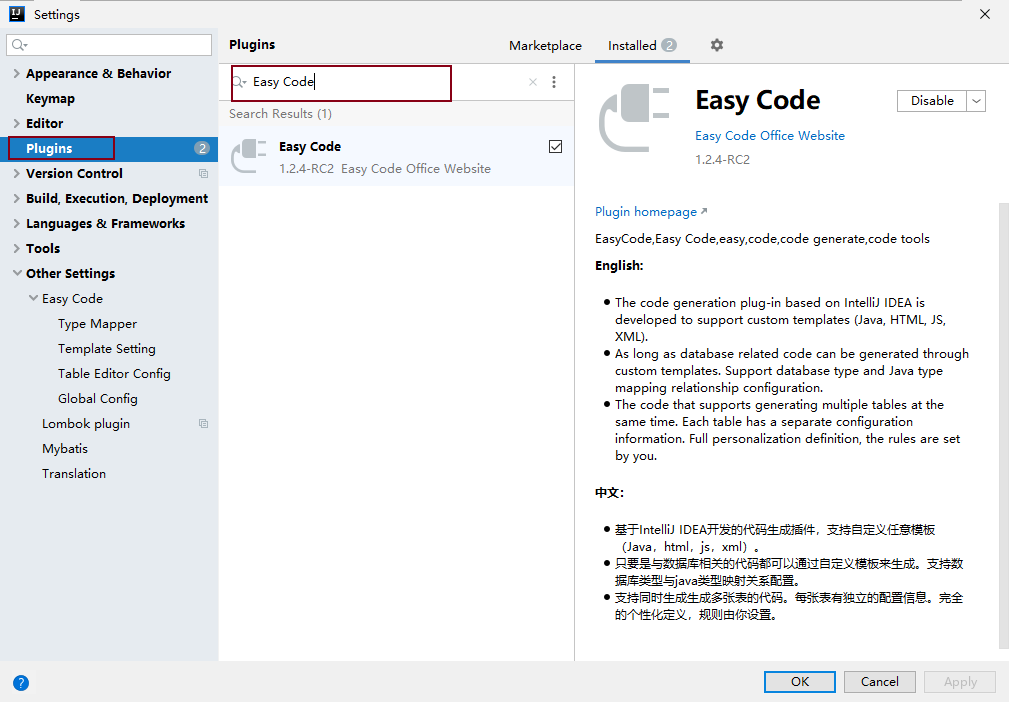 Settings
Plugins
Marketplace
Installed 2
Appearance & Behavior
Keymap
Editor
Plugins 2
Version Control
Build, Execution, Deployment
Languages & Frameworks
Tools
Other Settings
Easy Code
Type Mapper
Template Setting
Table Editor Config
Global Config
Lombok plugin
Mybatis
Translation
Easy Code
Search Results (1)
Easy Code
1.2.4-RC2 Easy Code Office Website
Easy Code
Disable
Easy Code Office Website
1.2.4-RC2
Plugin homepage ↗
EasyCode,Easy Code,easy,code,code generate,code tools
English:
● The code generation plug-in based on IntelliJ IDEA is
developed to support custom templates (Java, HTML, JS,
XML).
● As long as database related code can be generated through
custom templates. Support database type and Java type
mapping relationship configuration.
● The code that supports generating multiple tables at the
same time. Each table has a separate configuration
information. Full personalization definition, the rules are set
by you.
中文：
● 基于IntelliJ IDEA开发的代码生成插件，支持自定义任意模板
（Java，html，js，xml）。
● 只要是与数据库相关的代码都可以通过自定义模板来生成。支持数
据库类型与java类型映射关系配置。
● 支持同时生成生成多张表的代码。每张表有独立的配置信息。完全
的个性化定义，规则由你设置。
?
OK
Cancel
Apply